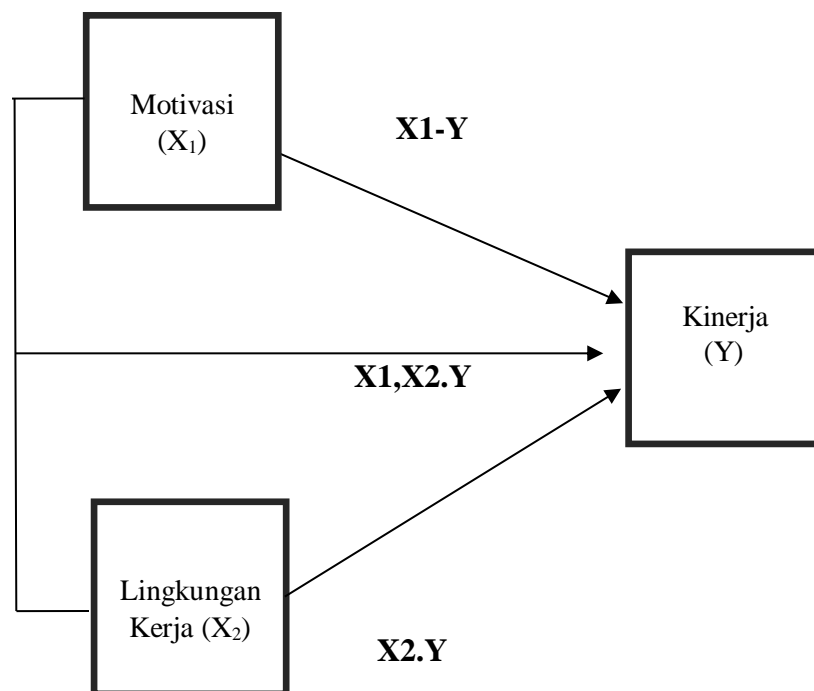 Motivasi
(X₁)
X1-Y
Kinerja
(Y)
X1,X2.Y
Lingkungan
Kerja (X₂)
X2.Y